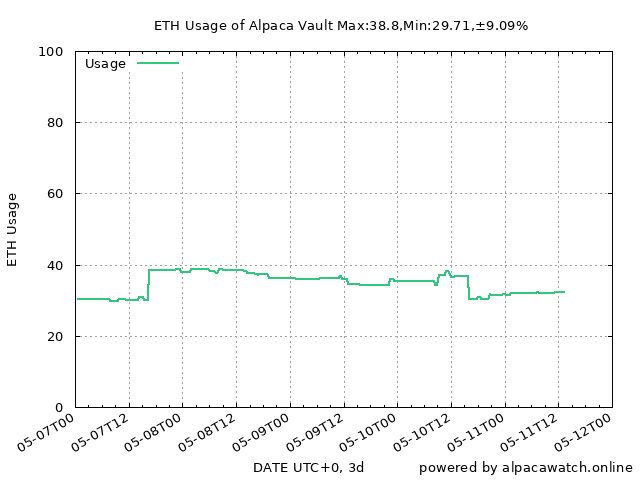 ETH Usage of Alpaca Vault Max:38.8,Min:29.71,±9.09%
Usage
100
80
60
40
20
0
ETH Usage
05-07T00
05-07T12
05-08T00
05-08T12
05-09T00
05-09T12
05-10T00
05-10T12
05-11T00
05-11T12
05-12T00
DATE UTC+0, 3d
powered by alpacawatch.online